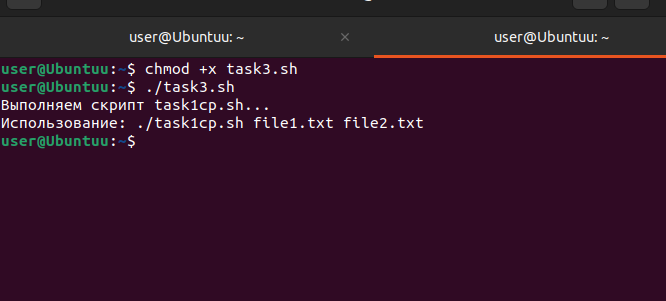 user@Ubuntuu: ~
user@Ubuntuu: ~
user@Ubuntuu:~$ chmod +x task3.sh
user@Ubuntuu:~$ ./task3.sh
Выполняем скрипт task1cp.sh...
Использование: ./task1cp.sh file1.txt file2.txt
user@Ubuntuu:~$